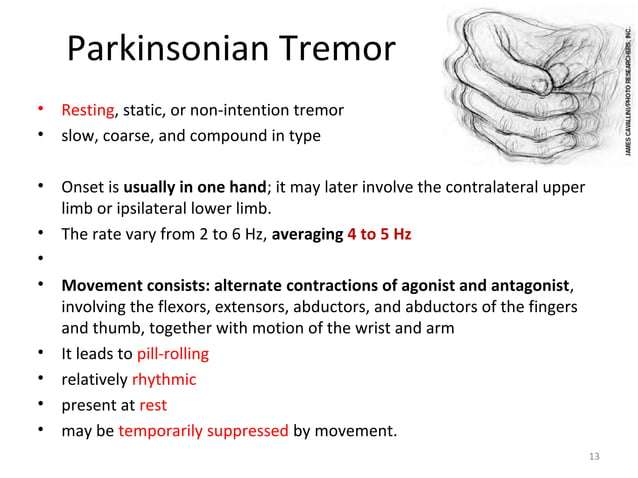 Parkinsonian Tremor
JAMES CAVALLINI/PHOTO RESEARCHERS, INC.
• Resting, static, or non-intention tremor
• slow, coarse, and compound in type
• Onset is usually in one hand; it may later involve the contralateral upper
limb or ipsilateral lower limb.
• The rate vary from 2 to 6 Hz, averaging 4 to 5 Hz
•
• Movement consists: alternate contractions of agonist and antagonist,
involving the flexors, extensors, abductors, and abductors of the fingers
and thumb, together with motion of the wrist and arm
• It leads to pill-rolling
• relatively rhythmic
• present at rest
• may be temporarily suppressed by movement.
13